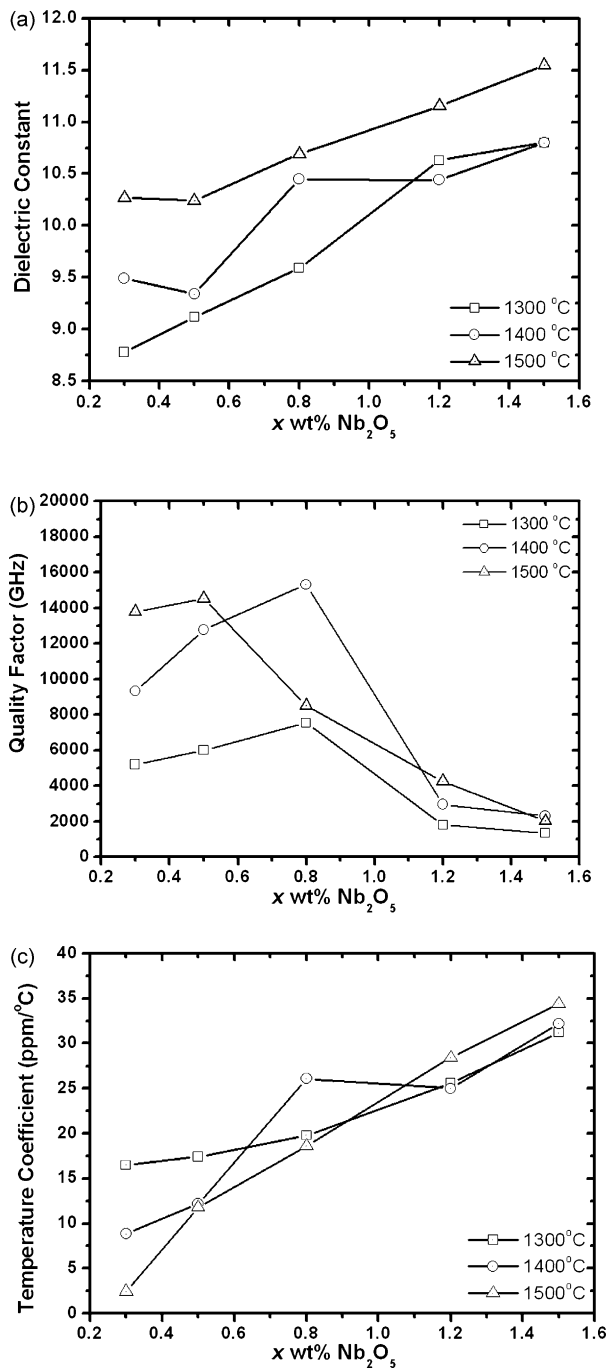 (a)
12.0
11.5
11.0
10.5
10.0
9.5
9.0
8.5
Dielectric Constant
1300 °C
1400 °C
1500 °C
0.2 0.4 0.6 0.8 1.0 1.2 1.4 1.6
x wt% Nb₂O₅
(b)
20000
18000
16000
14000
12000
10000
8000
6000
4000
2000
0
Quality Factor (GHz)
1300 °C
1400 °C
1500 °C
0.2 0.4 0.6 0.8 1.0 1.2 1.4 1.6
x wt% Nb₂O₅
(c)
40
35
30
25
20
15
10
5
0
Temperature Coefficient (ppm/°C)
1300°C
1400°C
1500°C
0.2 0.4 0.6 0.8 1.0 1.2 1.4 1.6
x wt% Nb₂O₅